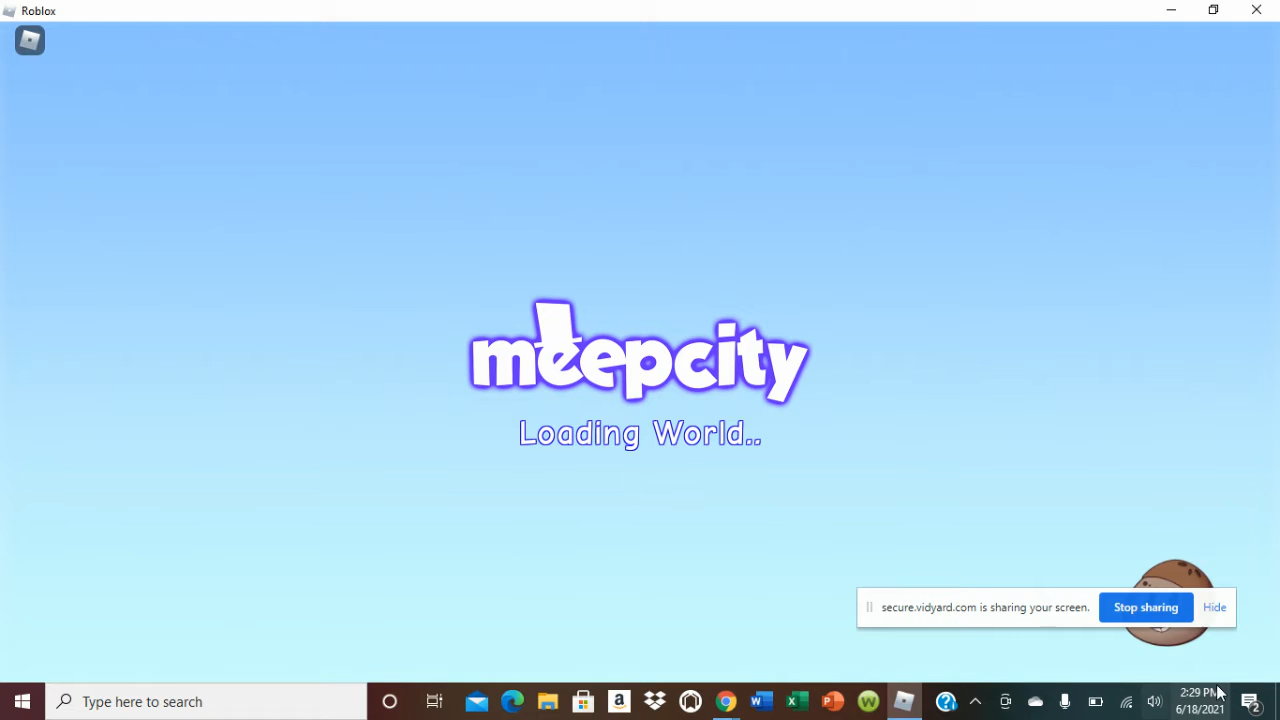 Roblox
meepcity
Loading World..
secure.vidyard.com is sharing your screen.
Stop sharing
Hide
Type here to search
2:29 PM
6/18/2021
2